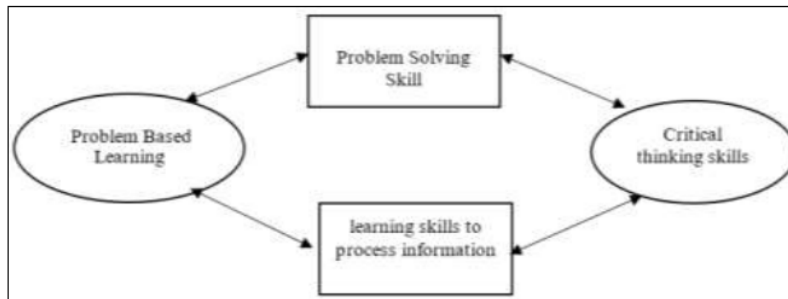 Problem Solving
Skill
Problem Based
Learning
Critical
thinking skills
learning skills to
process information